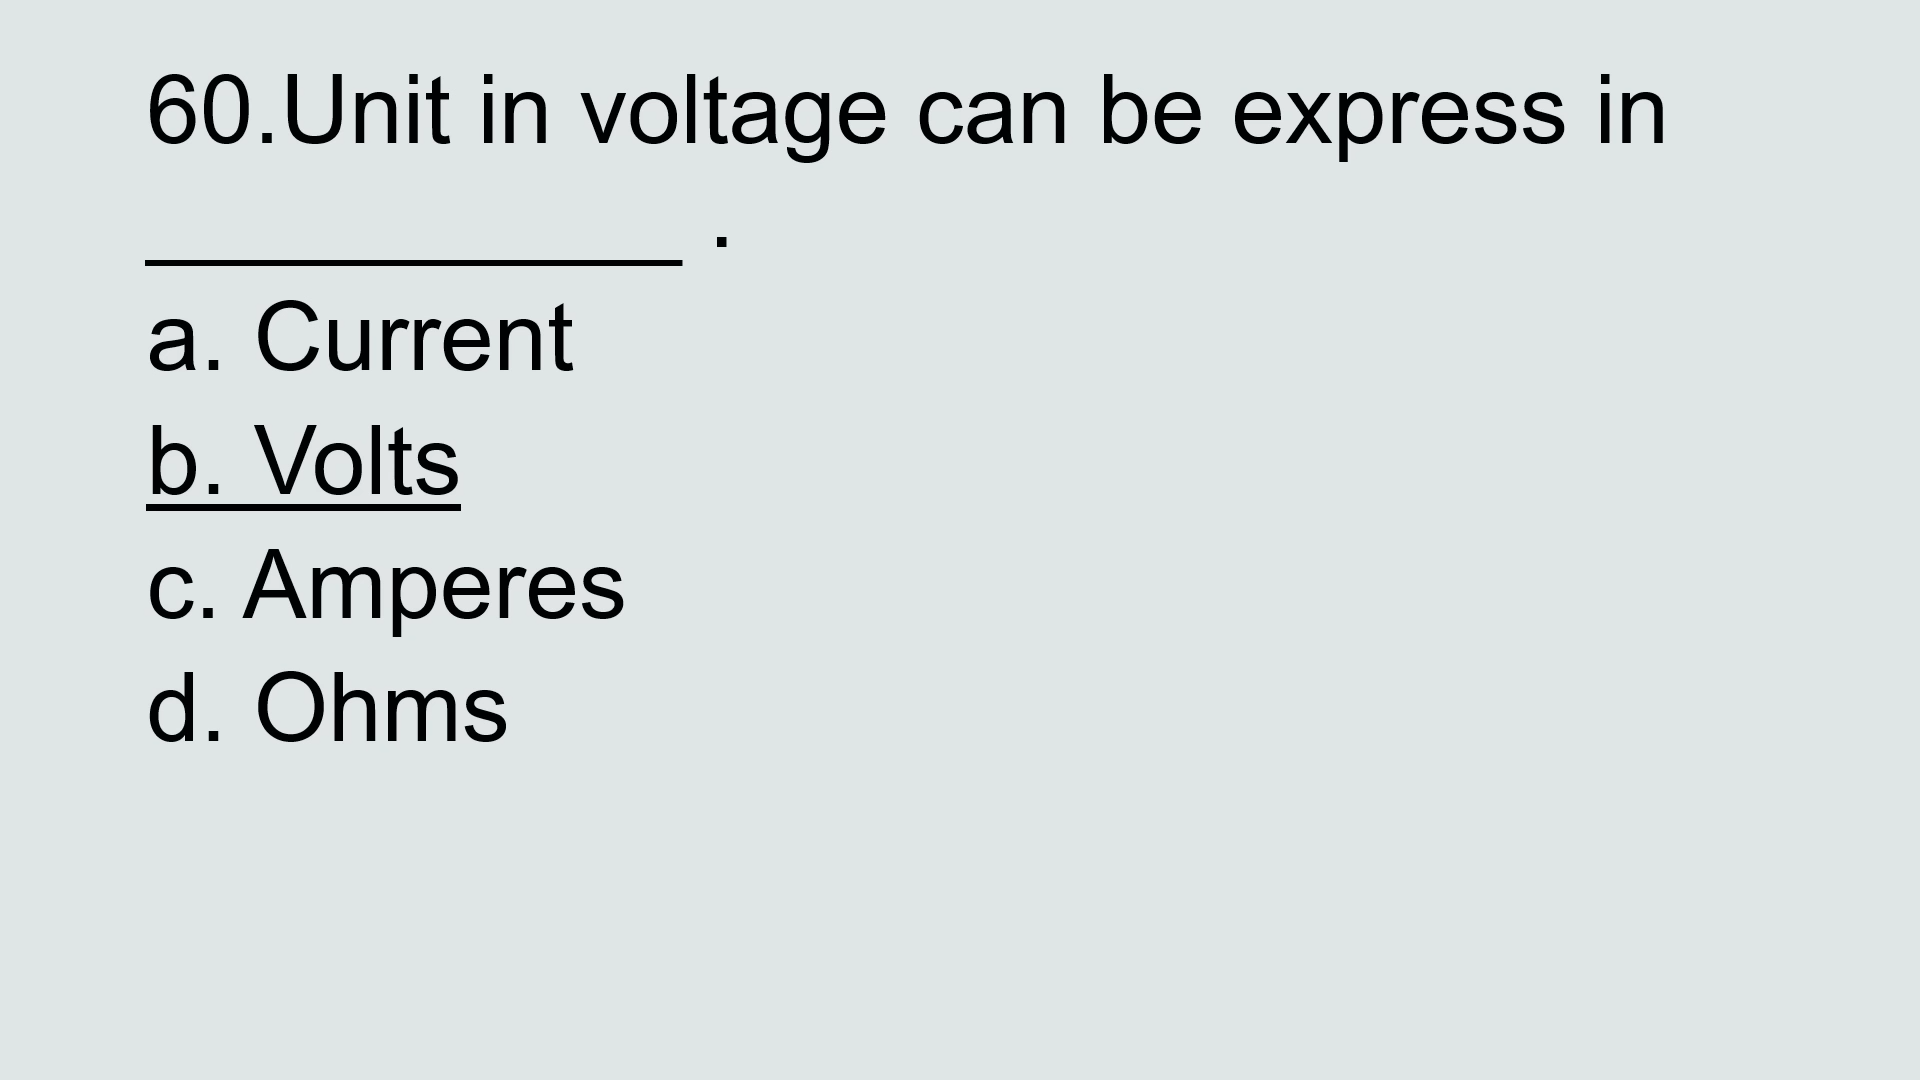 60.Unit in voltage can be express in
__________ .
a. Current
b. Volts
c. Amperes
d. Ohms